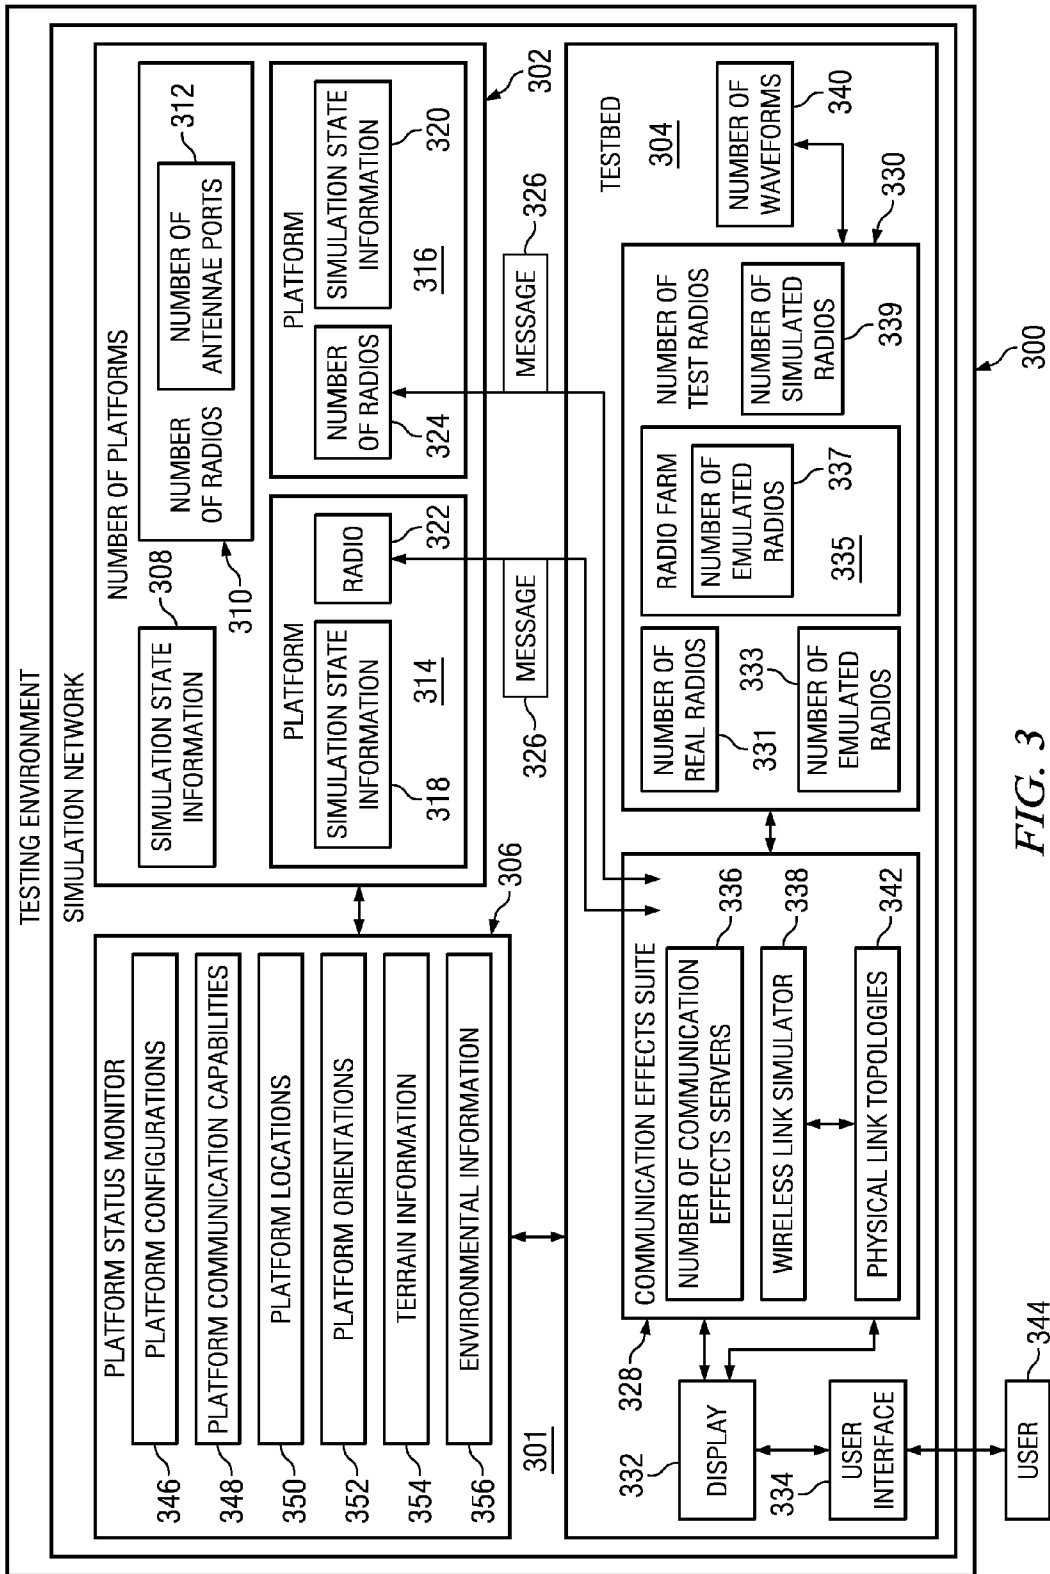 TESTING ENVIRONMENT
SIMULATION NETWORK
PLATFORM STATUS MONITOR
346
PLATFORM CONFIGURATIONS
348
PLATFORM COMMUNICATION CAPABILITIES
350
PLATFORM LOCATIONS
352
PLATFORM ORIENTATIONS
354
TERRAIN INFORMATION
356
ENVIRONMENTAL INFORMATION
306
301
NUMBER OF PLATFORMS
SIMULATION STATE
INFORMATION
308
310
NUMBER
OF RADIOS
NUMBER OF
ANTENNAE PORTS
312
PLATFORM
SIMULATION STATE
INFORMATION
318
314
RADIO
322
PLATFORM
NUMBER
OF RADIOS
324
SIMULATION STATE
INFORMATION
320
316
302
MESSAGE
326
MESSAGE
326
TESTBED
304
332
DISPLAY
334
USER
INTERFACE
328
COMMUNICATION EFFECTS SUITE
NUMBER OF COMMUNICATION
EFFECTS SERVERS
336
WIRELESS LINK SIMULATOR
338
PHYSICAL LINK TOPOLOGIES
342
NUMBER OF
REAL RADIOS
331
333
NUMBER OF
EMULATED
RADIOS
RADIO FARM
NUMBER OF
EMULATED
RADIOS
335
337
NUMBER OF
TEST RADIOS
NUMBER OF
SIMULATED
RADIOS
339
330
NUMBER OF
WAVEFORMS
340
USER
344
300
FIG. 3